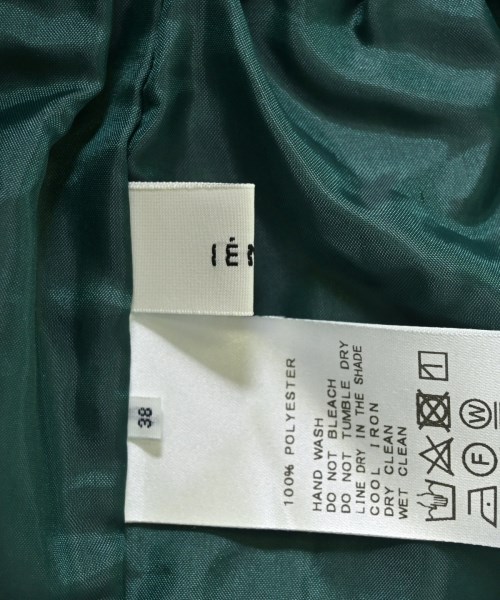 38
100% POLYESTER
HAND WASH
DO NOT BLEACH
DO NOT TUMBLE DRY
LINE DRY IN THE SHADE
COOL IRON
DRY CLEAN
WET CLEAN
F
W